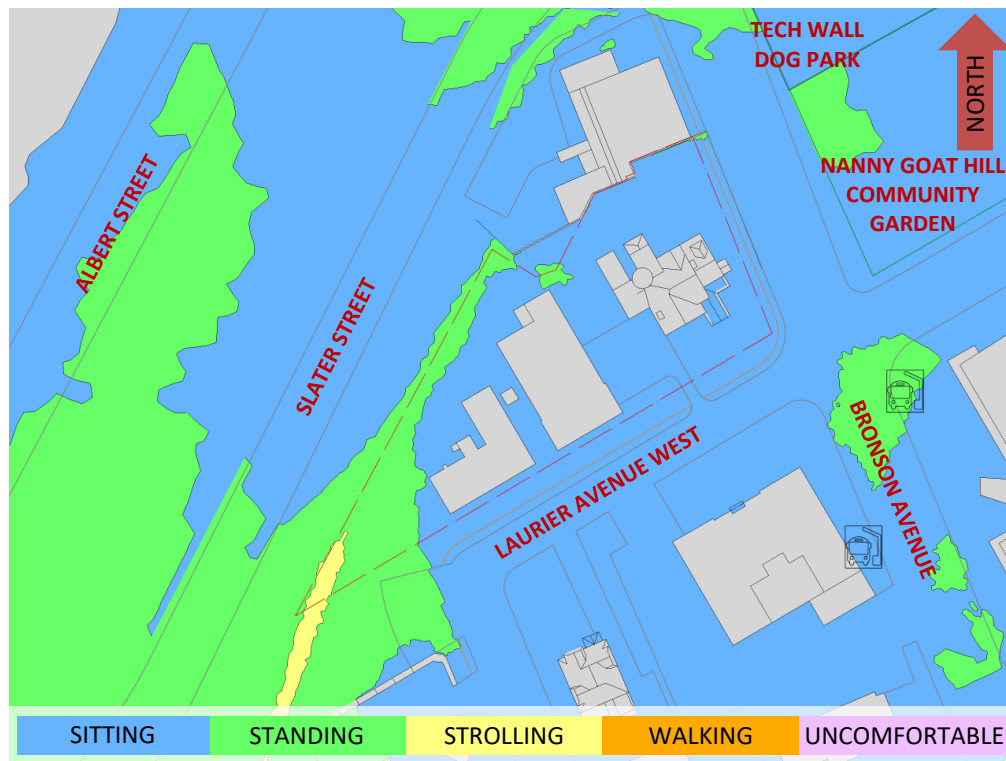 TECH WALL
DOG PARK
NORTH
NANNY GOAT HILL
COMMUNITY
GARDEN
ALBERT STREET
SLATER STREET
BRONSON AVENUE
LAURIER AVENUE WEST
SITTING
STANDING
STROLLING
WALKING
UNCOMFORTABLE